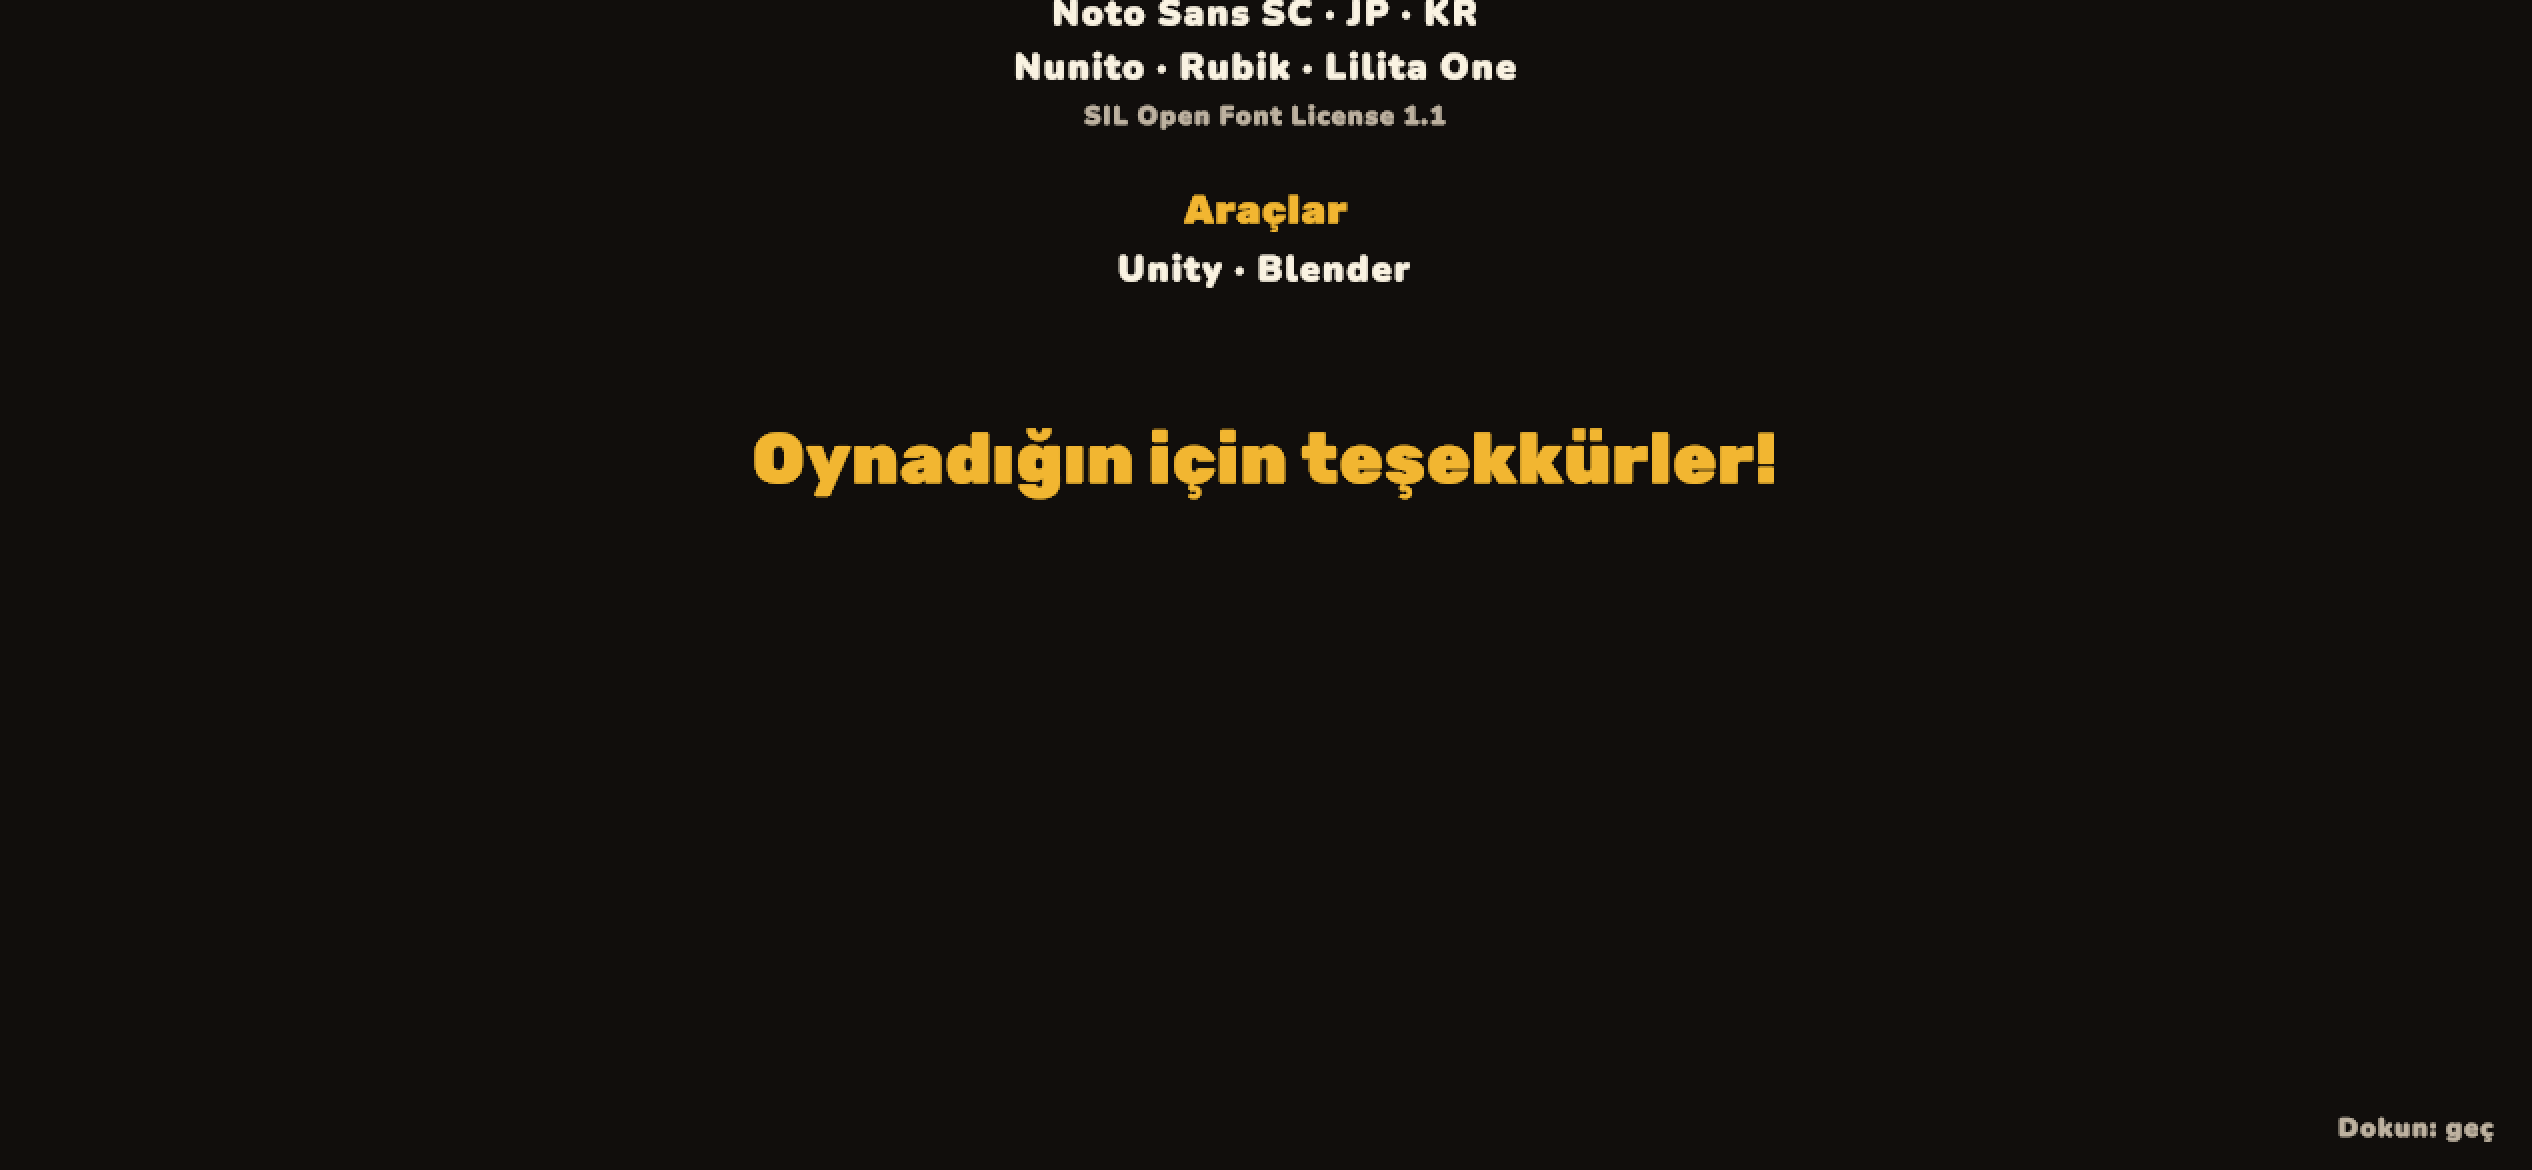 Noto Sans SC · JP · KR
Nunito · Rubik · Lilita One
SIL Open Font License 1.1
Araçlar
Unity · Blender
Oynadığın için teşekkürler!
Dokun: geç